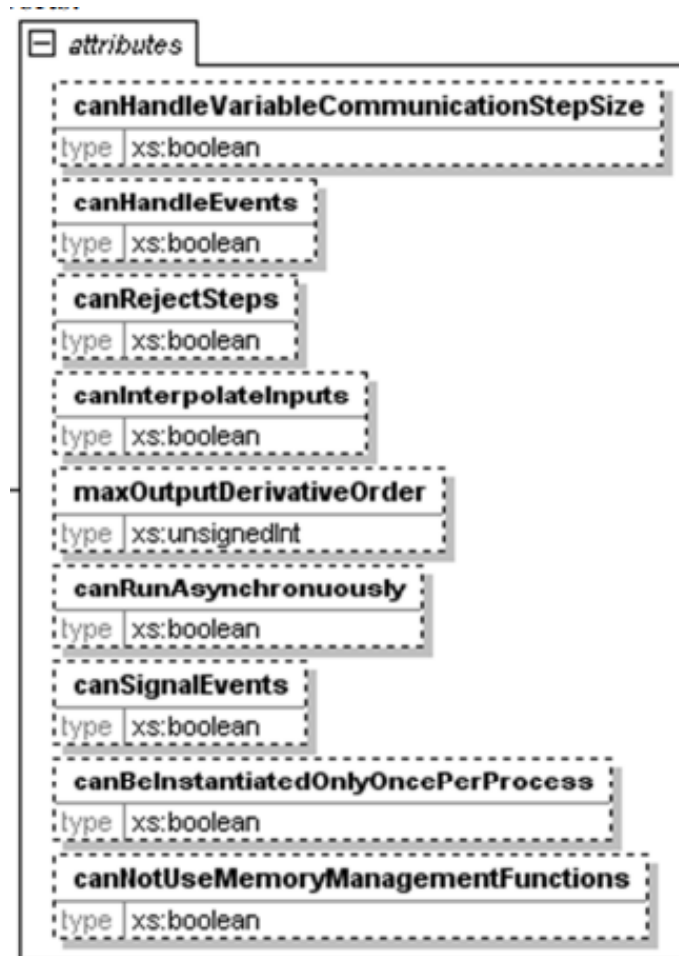 attributes
canHandleVariableCommunicationStepSize
type xs:boolean
canHandleEvents
type xs:boolean
canRejectSteps
type xs:boolean
canInterpolateInputs
type xs:boolean
maxOutputDerivativeOrder
type xs:unsignedInt
canRunAsynchronuously
type xs:boolean
canSignalEvents
type xs:boolean
canBeInstantiatedOnlyOncePerProcess
type xs:boolean
canNotUseMemoryManagementFunctions
type xs:boolean